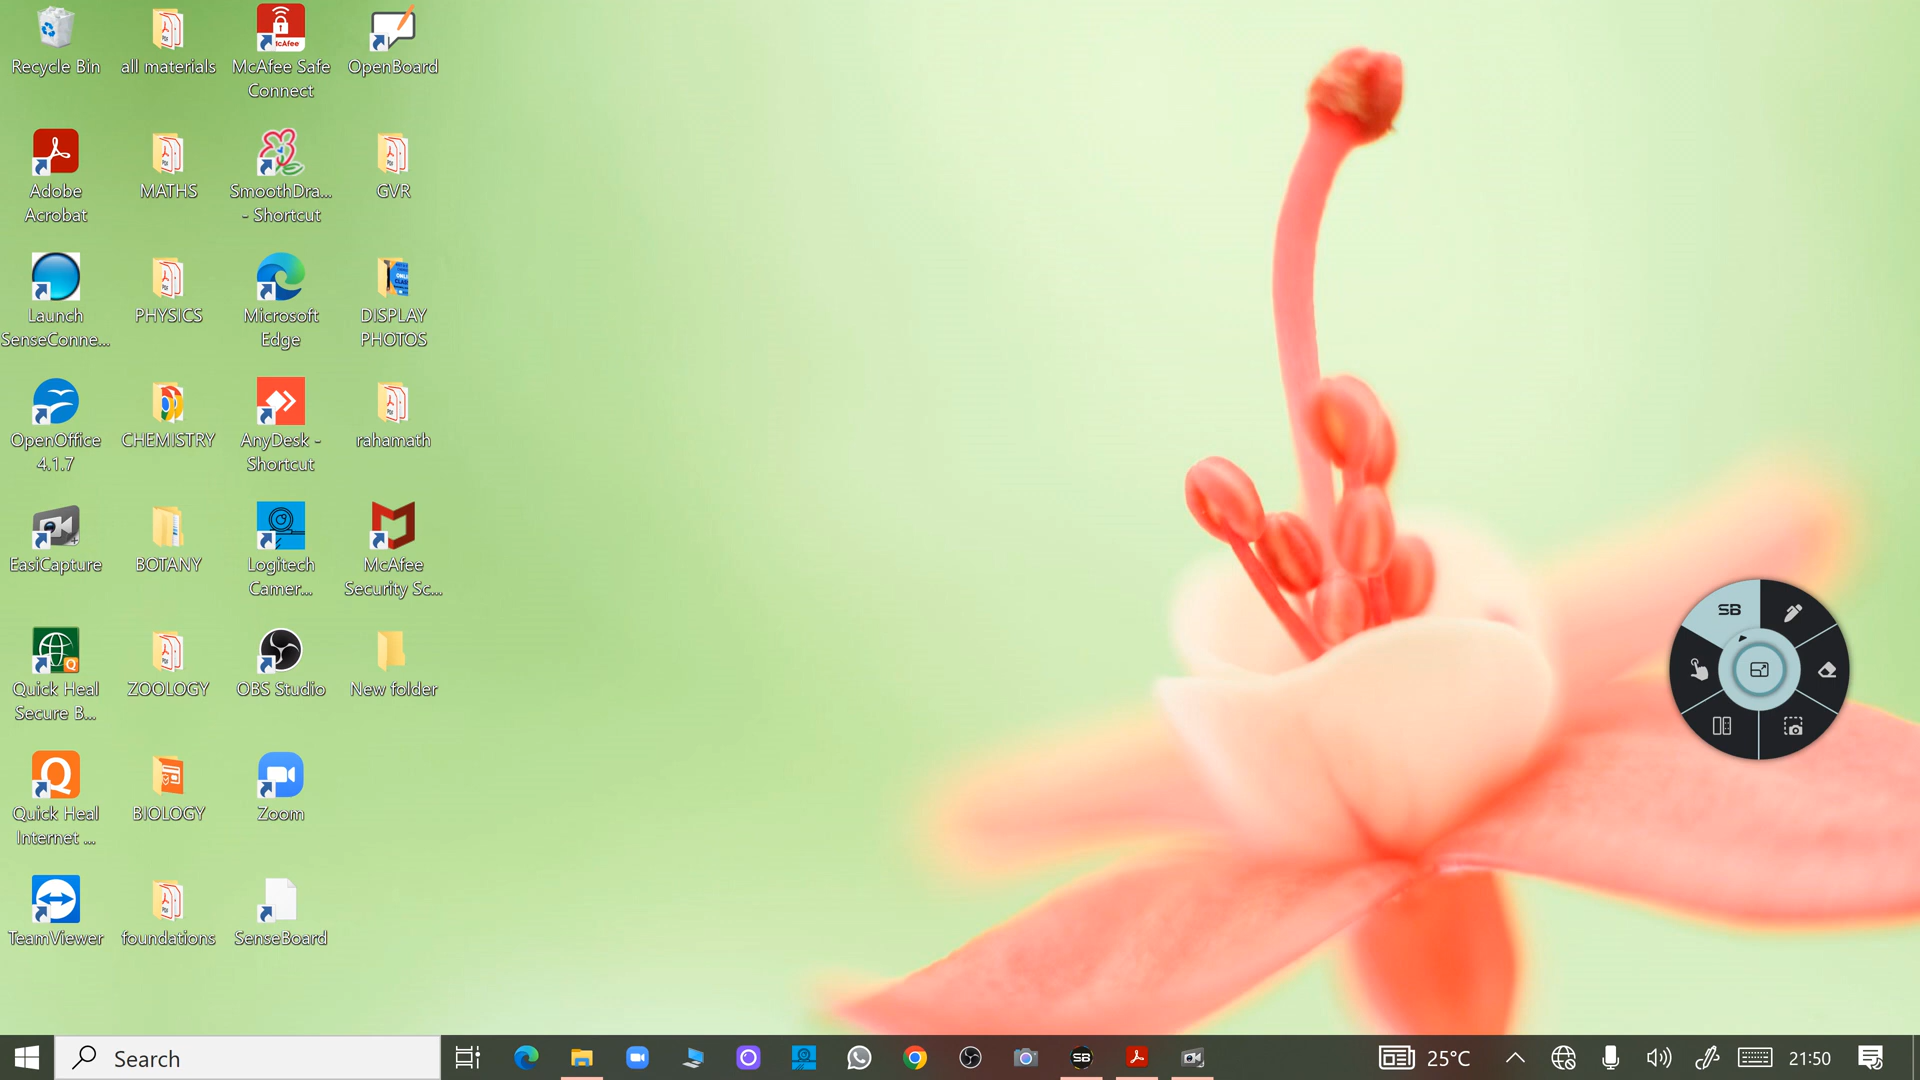 Recycle Bin
all materials
McAfee Safe
Connect
OpenBoard
Adobe
Acrobat
MATHS
SmoothDra...
- Shortcut
GVR
Launch
SenseConne...
PHYSICS
Microsoft
Edge
DISPLAY
PHOTOS
OpenOffice
4.1.7
CHEMISTRY
AnyDesk -
Shortcut
rahamath
EasiCapture
BOTANY
Logitech
Camer...
McAfee
Security Sc...
Quick Heal
Secure B...
ZOOLOGY
OBS Studio
New folder
Quick Heal
Internet ...
BIOLOGY
Zoom
TeamViewer
foundations
SenseBoard
SB
Search
SB
25°C
21:50